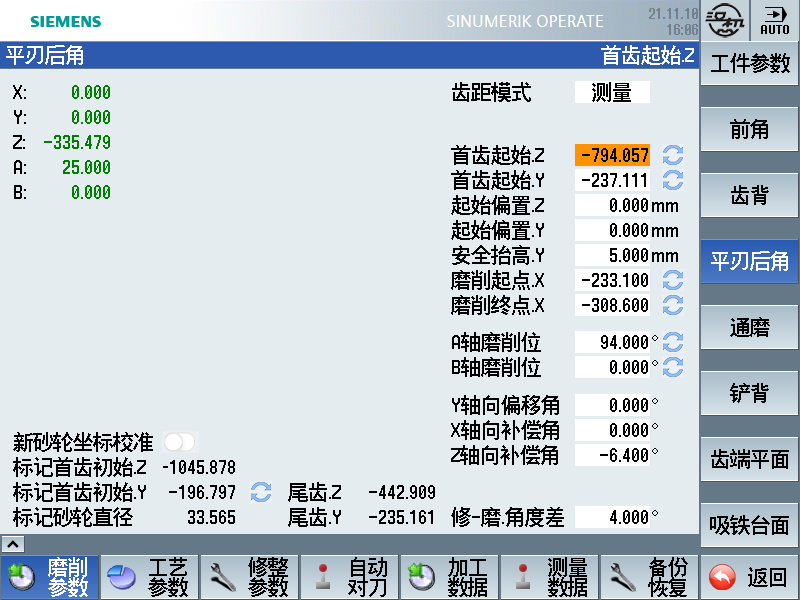 SIEMENS
SINUMERIK OPERATE
21.11.18
16:06
汉机
AUTO
平刃后角
首齿起始.Z
X: 0.000
Y: 0.000
Z: -335.479
A: 25.000
B: 0.000
齿距模式 测量
首齿起始.Z -794.057
首齿起始.Y -237.111
起始偏置.Z 0.000mm
起始偏置.Y 0.000mm
安全抬高.Y 5.000mm
磨削起点.X -233.100
磨削终点.X -308.600
A轴磨削位 94.000°
B轴磨削位 0.000°
Y轴向偏移角 0.000°
X轴向补偿角 0.000°
Z轴向补偿角 -6.400°
新砂轮坐标校准
标记首齿初始.Z -1045.878
标记首齿初始.Y -196.797 尾齿.Z -442.909
标记砂轮直径 33.565 尾齿.Y -235.161 修-磨.角度差 4.000°
工件参数
前角
齿背
平刃后角
通磨
铲背
齿端平面
吸铁台面
磨削
参数
工艺
参数
修整
参数
自动
对刀
加工
数据
测量
数据
备份
恢复
返回